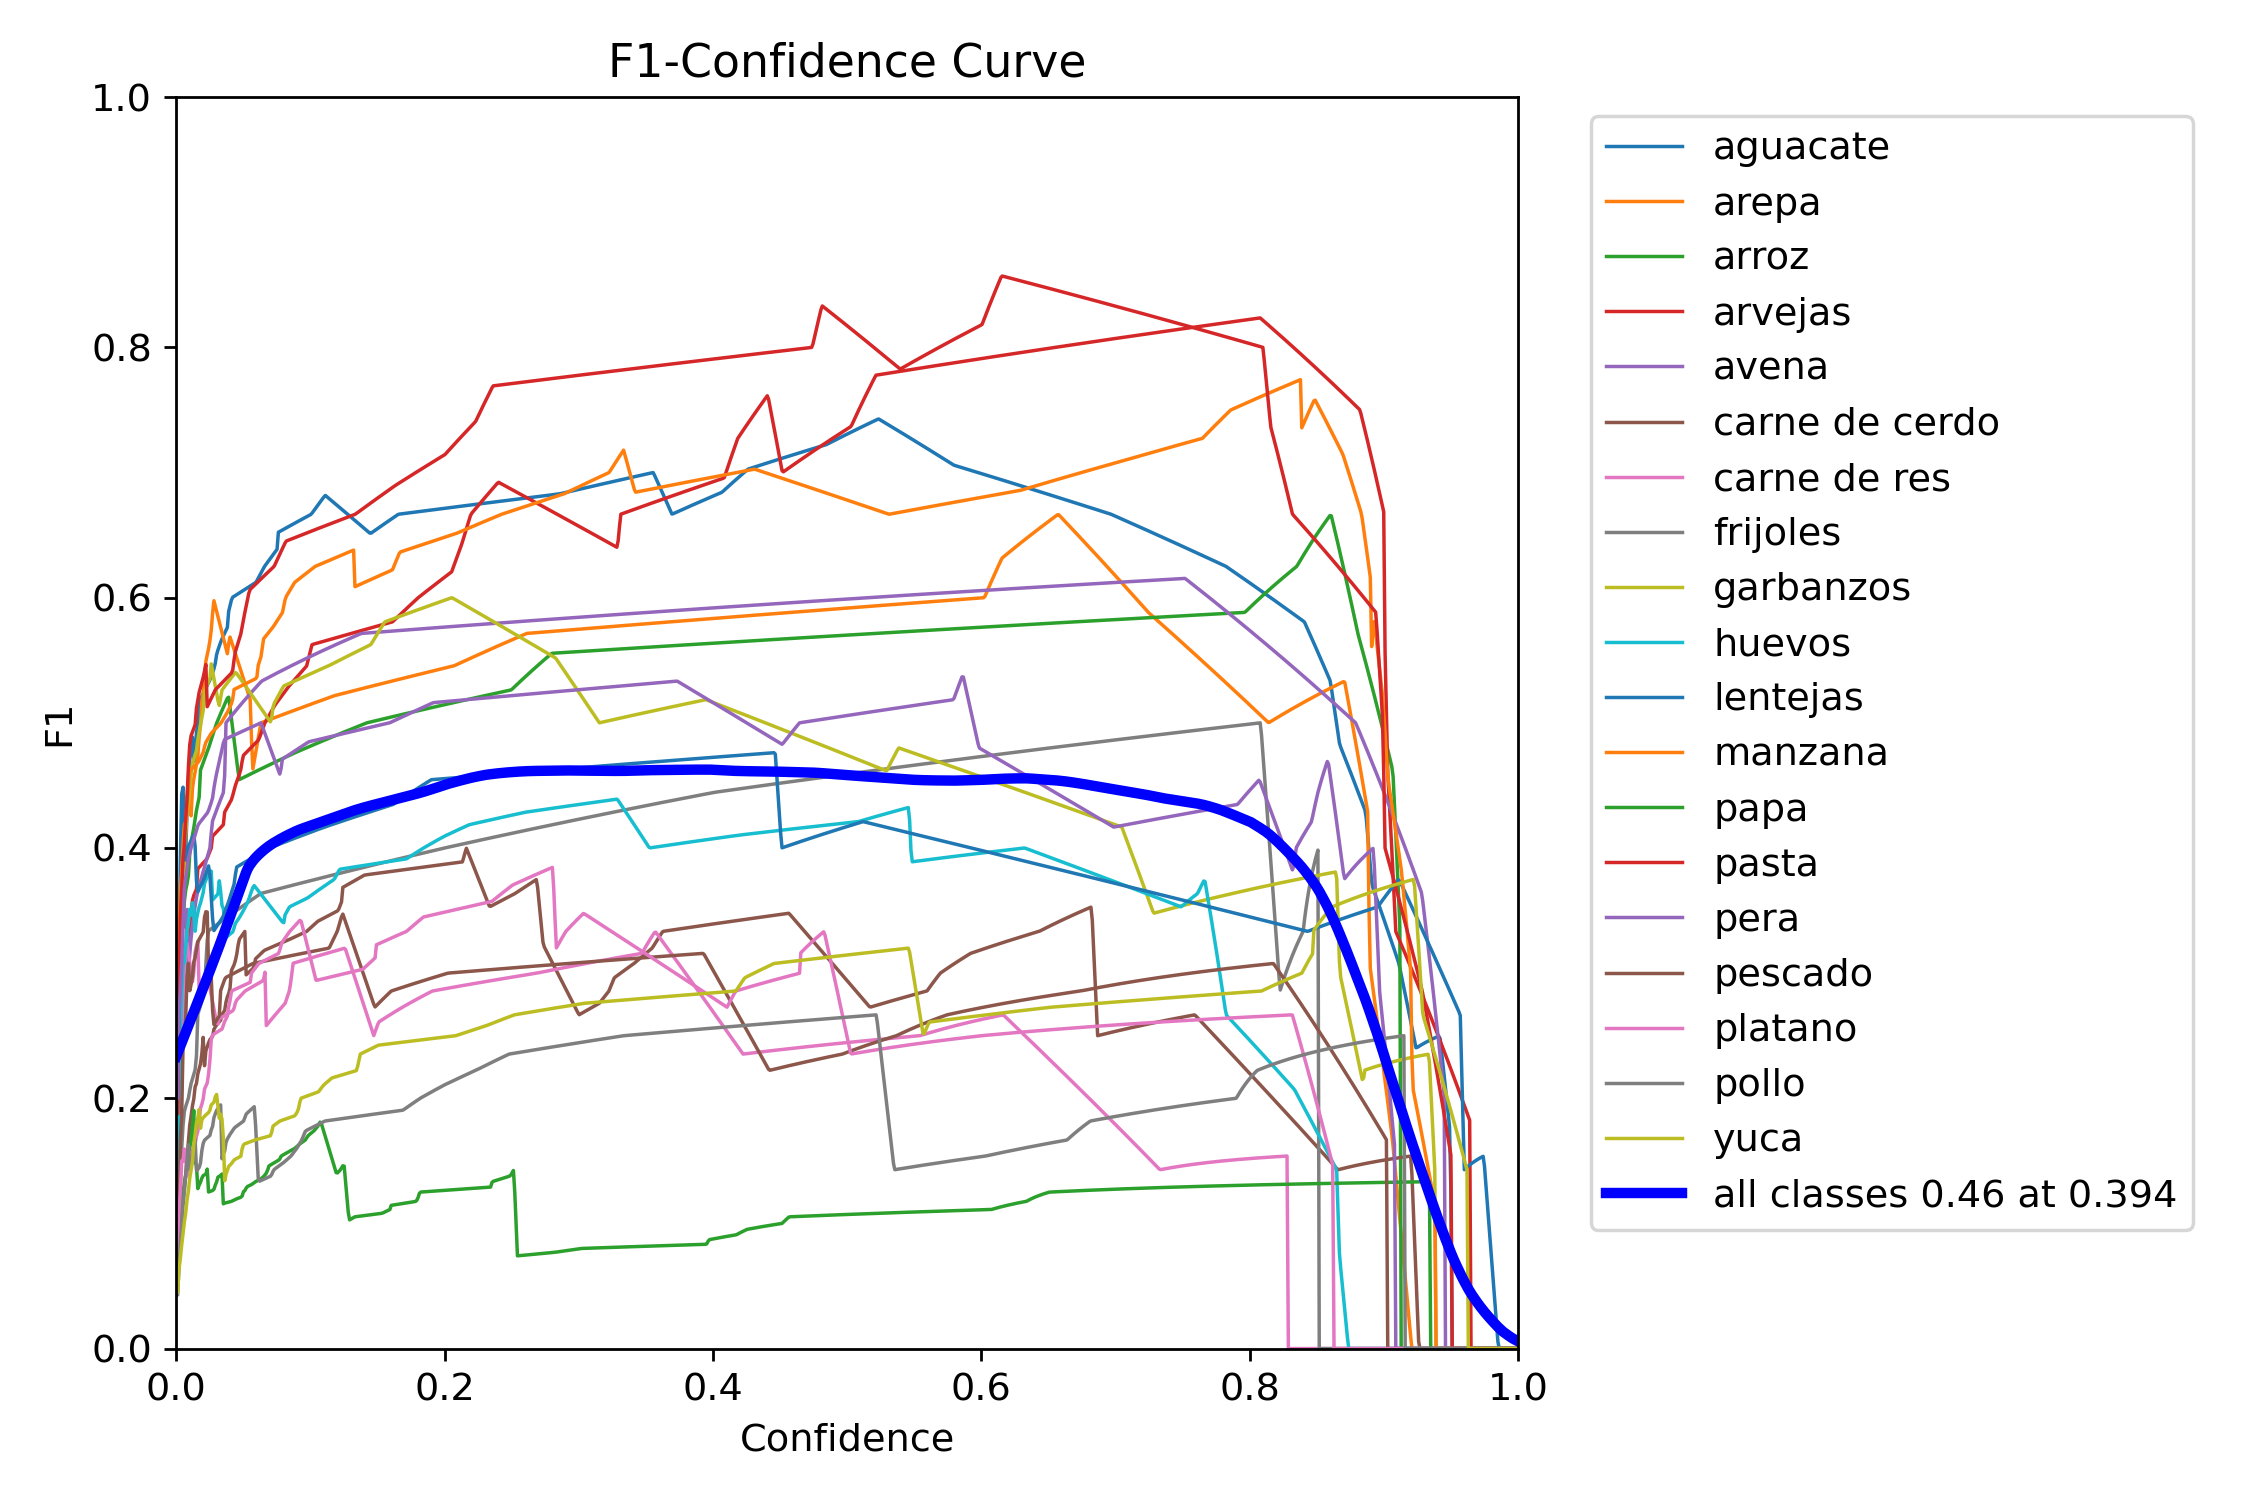 F1-Confidence Curve
1.0
0.8
0.6
0.4
0.2
0.0
F1
0.0 0.2 0.4 0.6 0.8 1.0
Confidence
aguacate
arepa
arroz
arvejas
avena
carne de cerdo
carne de res
frijoles
garbanzos
huevos
lentejas
manzana
papa
pasta
pera
pescado
platano
pollo
yuca
all classes 0.46 at 0.394